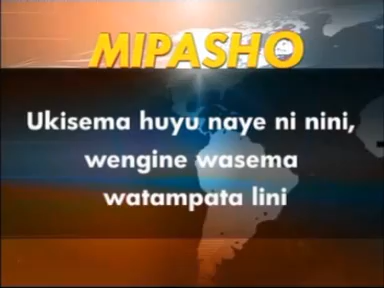 MIPASHO
Ukisema huyu naye ni nini,
wengine wasema
watampata lini